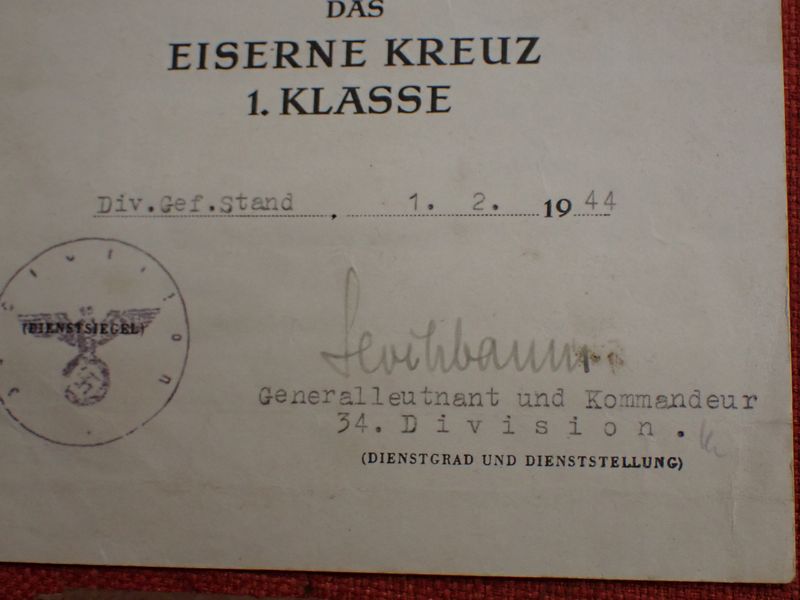 DAS
EISERNE KREUZ
1. KLASSE
Div.Gef.Stand , 1. 2. 1944
(DIENSTSIEGEL)
Generalleutnant und Kommandeur
34. Division.
(DIENSTGRAD UND DIENSTSTELLUNG)